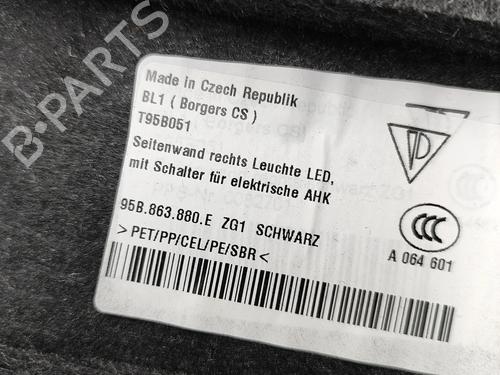 B-PARTS
Made in Czech Republik
BL1 ( Borgers CS )
T95B051
Seitenwand rechts Leuchte LED,
mit Schalter für elektrische AHK
95B.863.880.E ZG1 SCHWARZ
> PET/PP/CEL/PE/SBR <
CCC
A 064 601